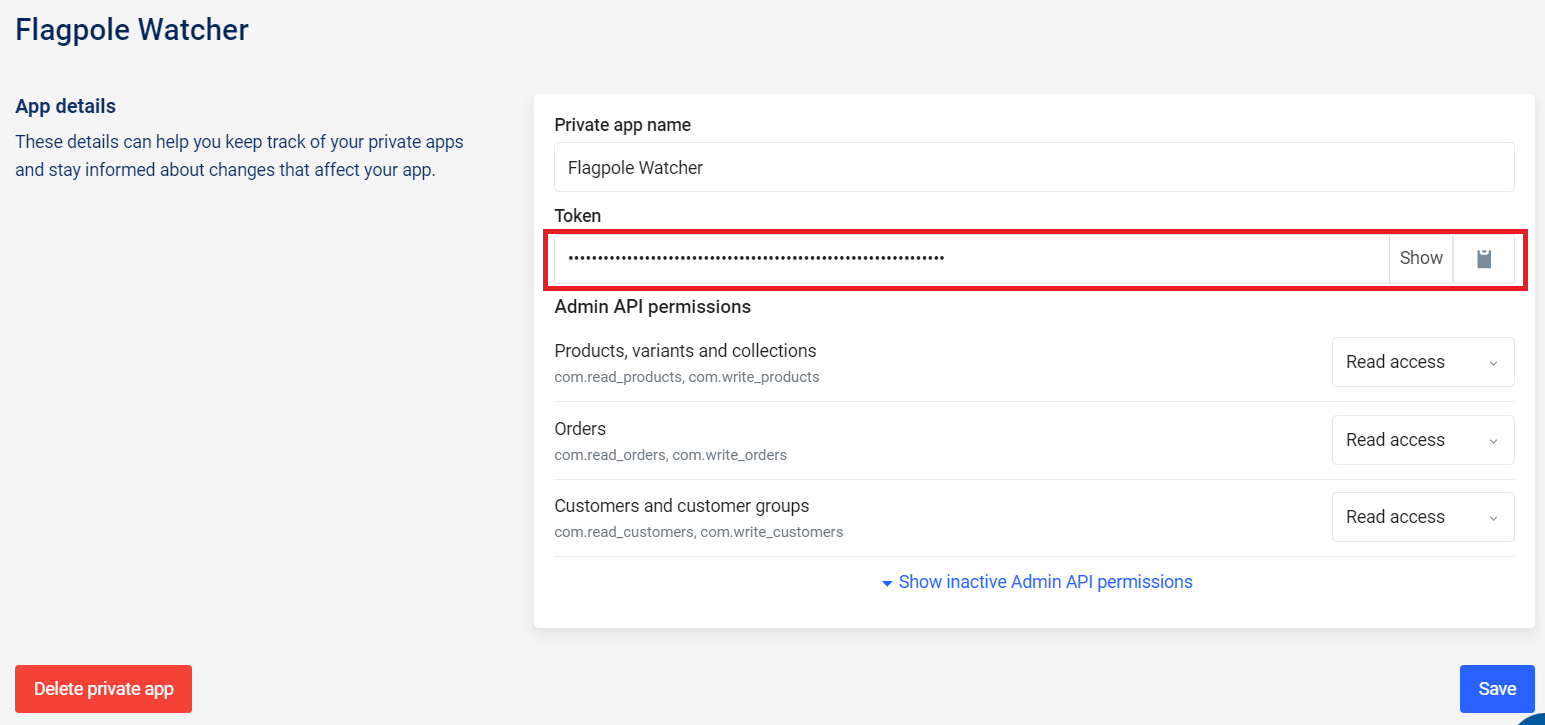 Flagpole Watcher
App details
These details can help you keep track of your private apps
and stay informed about changes that affect your app.
Private app name
Flagpole Watcher
Token
••••••••••••••••••••••••••••••••••••••••••••••••••••••••••••••••
Show
Admin API permissions
Products, variants and collections
com.read_products, com.write_products
Read access
Orders
com.read_orders, com.write_orders
Read access
Customers and customer groups
com.read_customers, com.write_customers
Read access
Show inactive Admin API permissions
Delete private app
Save